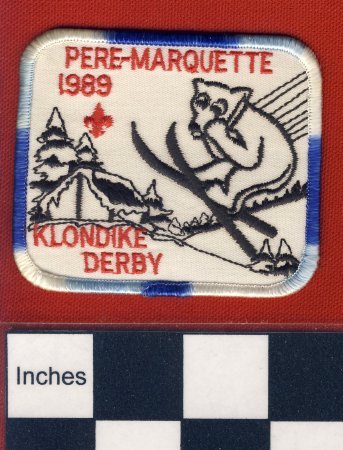 PERE-MARQUETTE
1989
KLONDIKE
DERBY
Inches